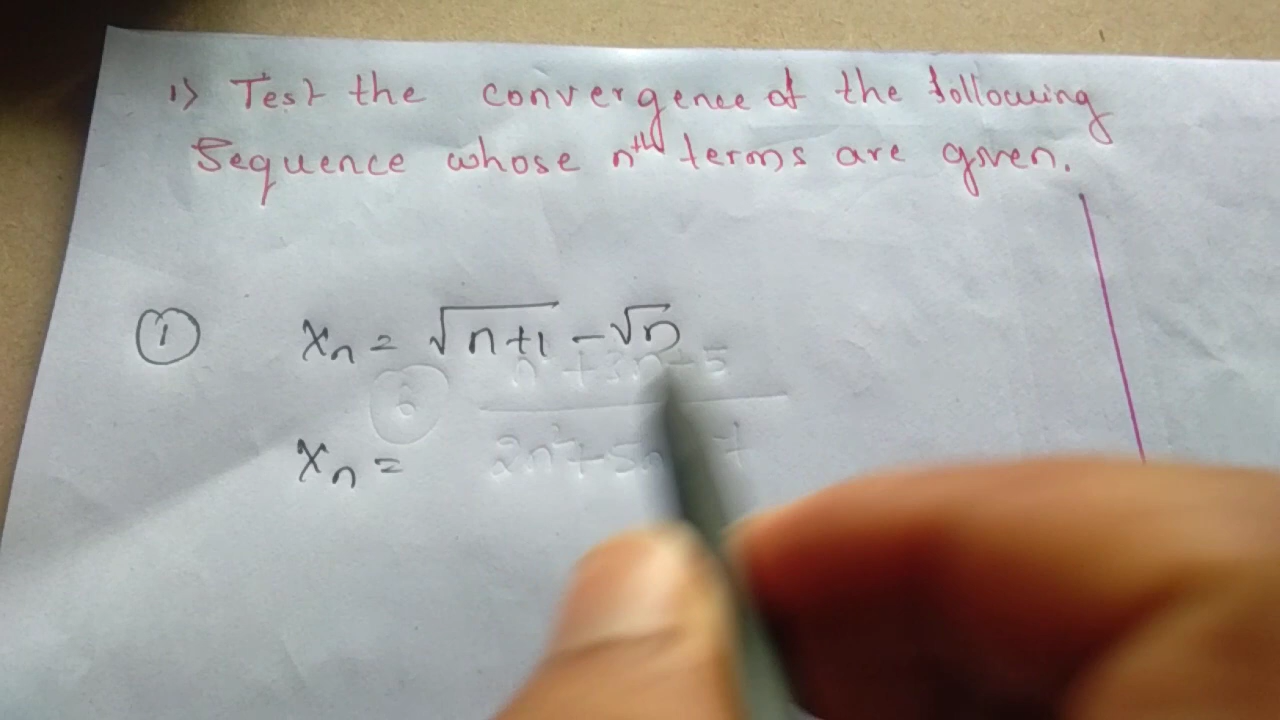 1) Test the convergence of the following
Sequence whose nth terms are given.
① xₙ = √(n+1) - √n
xₙ =